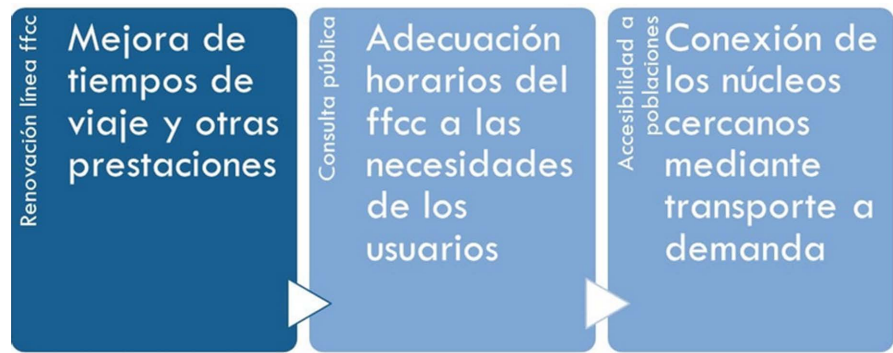 Renovación línea ffcc
Mejora de
tiempos de
viaje y otras
prestaciones
Consulta pública
Adecuación
horarios del
ffcc a las
necesidades
de los
usuarios
Accesibilidad a
poblaciones
Conexión de
los núcleos
cercanos
mediante
transporte a
demanda